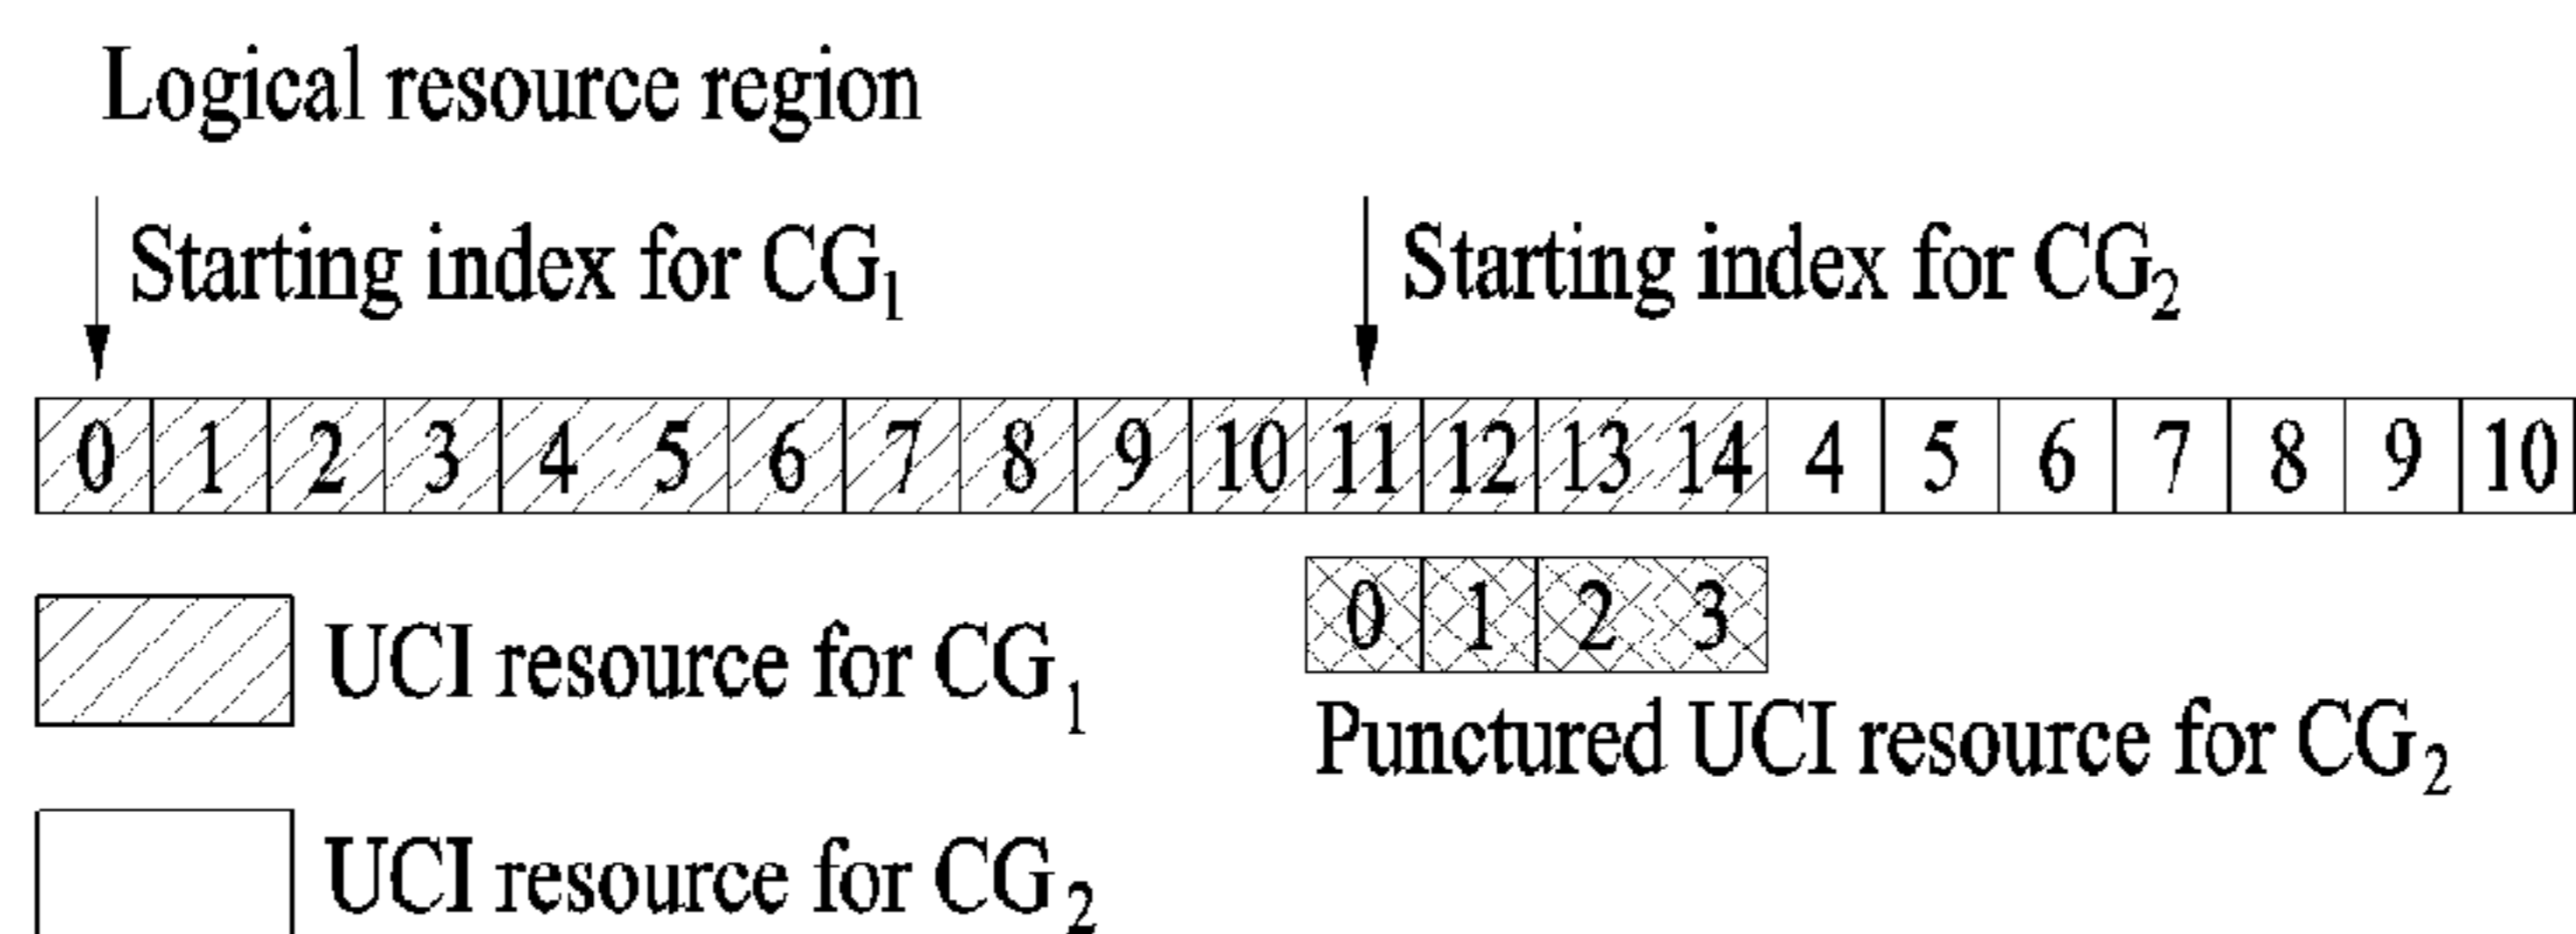 Logical resource region
Starting index for CG₁ Starting index for CG₂
0 1 2 3 4 5 6 7 8 9 10 11 12 13 14 4 5 6 7 8 9 10
0 1 2 3
UCI resource for CG₁
Punctured UCI resource for CG₂
UCI resource for CG₂